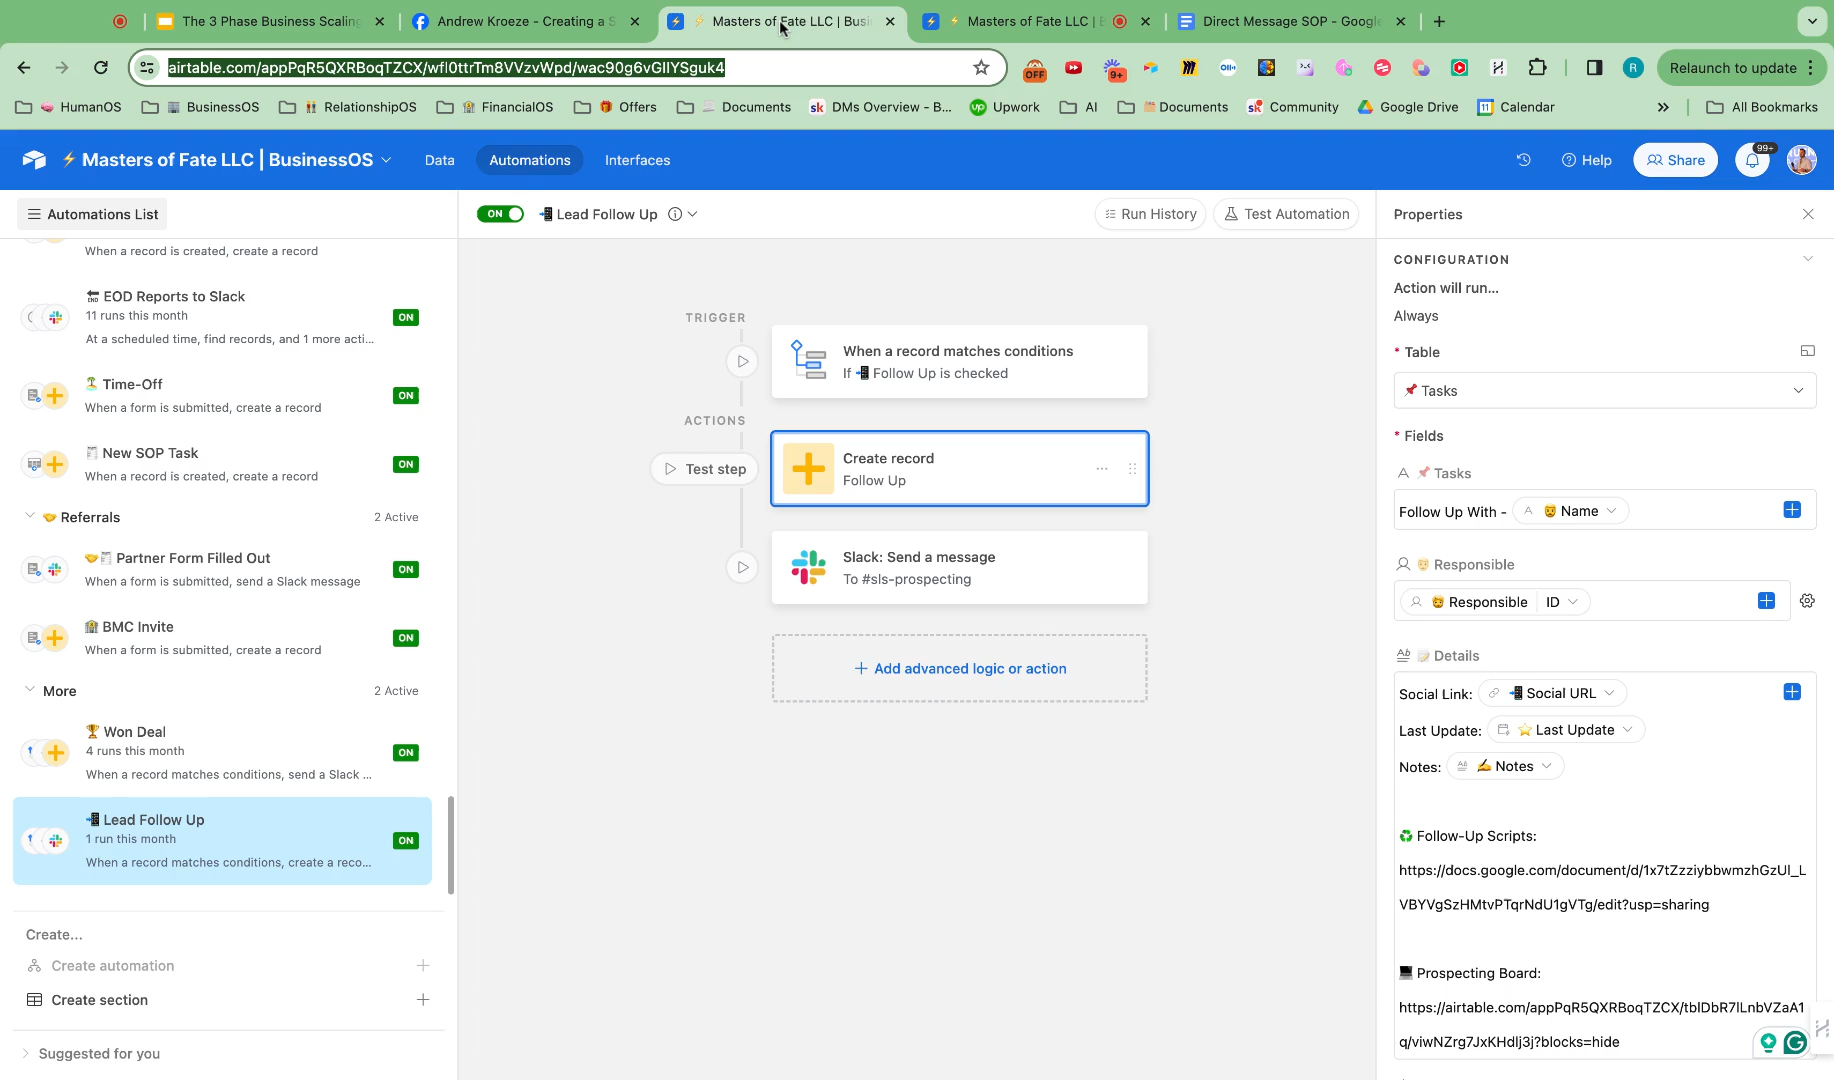 The 3 Phase Business Scaling
Andrew Kroeze - Creating a S
Masters of Fate LLC | Busi
Masters of Fate LLC | B
Direct Message SOP - Google
airtable.com/appPqR5QXRBoqTZCX/wfl0ttrTm8VVzvWpd/wac90g6vGIIYSguk4
OFF
9+
R
Relaunch to update
HumanOS
BusinessOS
RelationshipOS
FinancialOS
Offers
Documents
DMs Overview - B...
Upwork
AI
Documents
Community
Google Drive
Calendar
All Bookmarks
Masters of Fate LLC | BusinessOS
Data
Automations
Interfaces
Help
Share
99+
Automations List
ON
Lead Follow Up
Run History
Test Automation
Properties
When a record is created, create a record
EOD Reports to Slack
11 runs this month
At a scheduled time, find records, and 1 more acti...
ON
Time-Off
When a form is submitted, create a record
ON
New SOP Task
When a record is created, create a record
ON
Referrals
2 Active
Partner Form Filled Out
When a form is submitted, send a Slack message
ON
BMC Invite
When a form is submitted, create a record
ON
More
2 Active
Won Deal
4 runs this month
When a record matches conditions, send a Slack ...
ON
Lead Follow Up
1 run this month
When a record matches conditions, create a reco...
ON
Create...
Create automation
Create section
Suggested for you
TRIGGER
When a record matches conditions
If 📲 Follow Up is checked
ACTIONS
Test step
Create record
Follow Up
Slack: Send a message
To #sls-prospecting
Add advanced logic or action
CONFIGURATION
Action will run...
Always
* Table
Tasks
* Fields
Tasks
Follow Up With - Name
Responsible
Responsible ID
Details
Social Link: Social URL
Last Update: Last Update
Notes: Notes
Follow-Up Scripts:
https://docs.google.com/document/d/1x7tZzziybbwmzhGzUl_L
VBYVgSzHMtvPTqrNdU1gVTg/edit?usp=sharing
Prospecting Board:
https://airtable.com/appPqR5QXRBoqTZCX/tblDbR7lLnbVZaA1
q/viwNZrg7JxKHdlj3j?blocks=hide